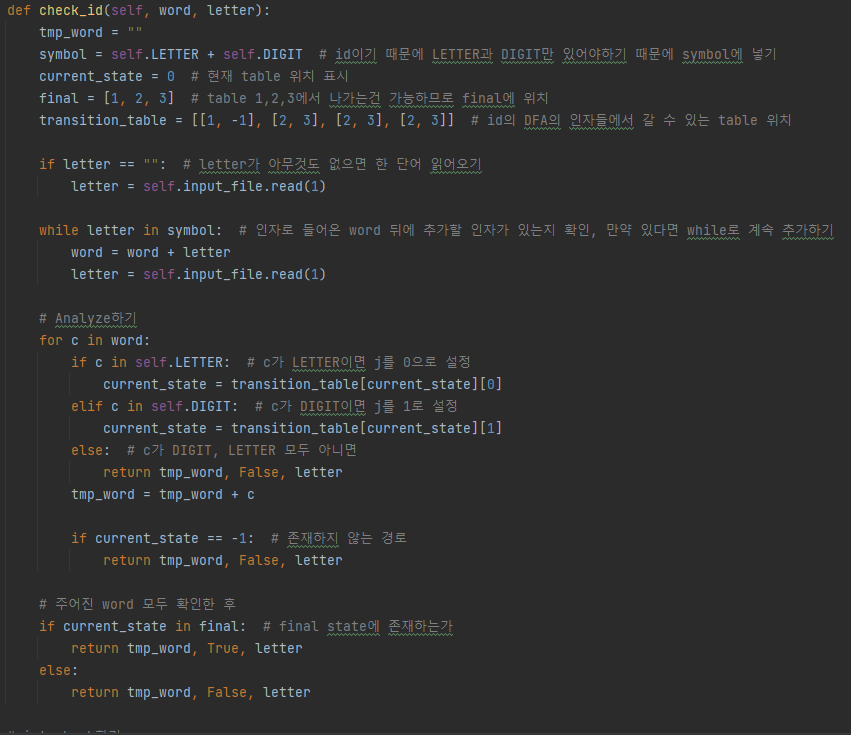 def check_id(self, word, letter):
    tmp_word = ""
    symbol = self.LETTER + self.DIGIT  # id이기 때문에 LETTER과 DIGIT만 있어야하기 때문에 symbol에 넣기
    current_state = 0  # 현재 table 위치 표시
    final = [1, 2, 3]  # table 1,2,3에서 나가는건 가능하므로 final에 위치
    transition_table = [[1, -1], [2, 3], [2, 3], [2, 3]]  # id의 DFA의 인자들에서 갈 수 있는 table 위치
    if letter == "":  # letter가 아무것도 없으면 한 단어 읽어오기
        letter = self.input_file.read(1)
    while letter in symbol:  # 인자로 들어온 word 뒤에 추가할 인자가 있는지 확인, 만약 있다면 while로 계속 추가하기
        word = word + letter
        letter = self.input_file.read(1)
    # Analyze하기
    for c in word:
        if c in self.LETTER:  # c가 LETTER이면 j를 0으로 설정
            current_state = transition_table[current_state][0]
        elif c in self.DIGIT:  # c가 DIGIT이면 j를 1로 설정
            current_state = transition_table[current_state][1]
        else:  # c가 DIGIT, LETTER 모두 아니면
            return tmp_word, False, letter
        tmp_word = tmp_word + c
        if current_state == -1:  # 존재하지 않는 경로
            return tmp_word, False, letter
    # 주어진 word 모두 확인한 후
    if current_state in final:  # final state에 존재하는가
        return tmp_word, True, letter
    else:
        return tmp_word, False, letter